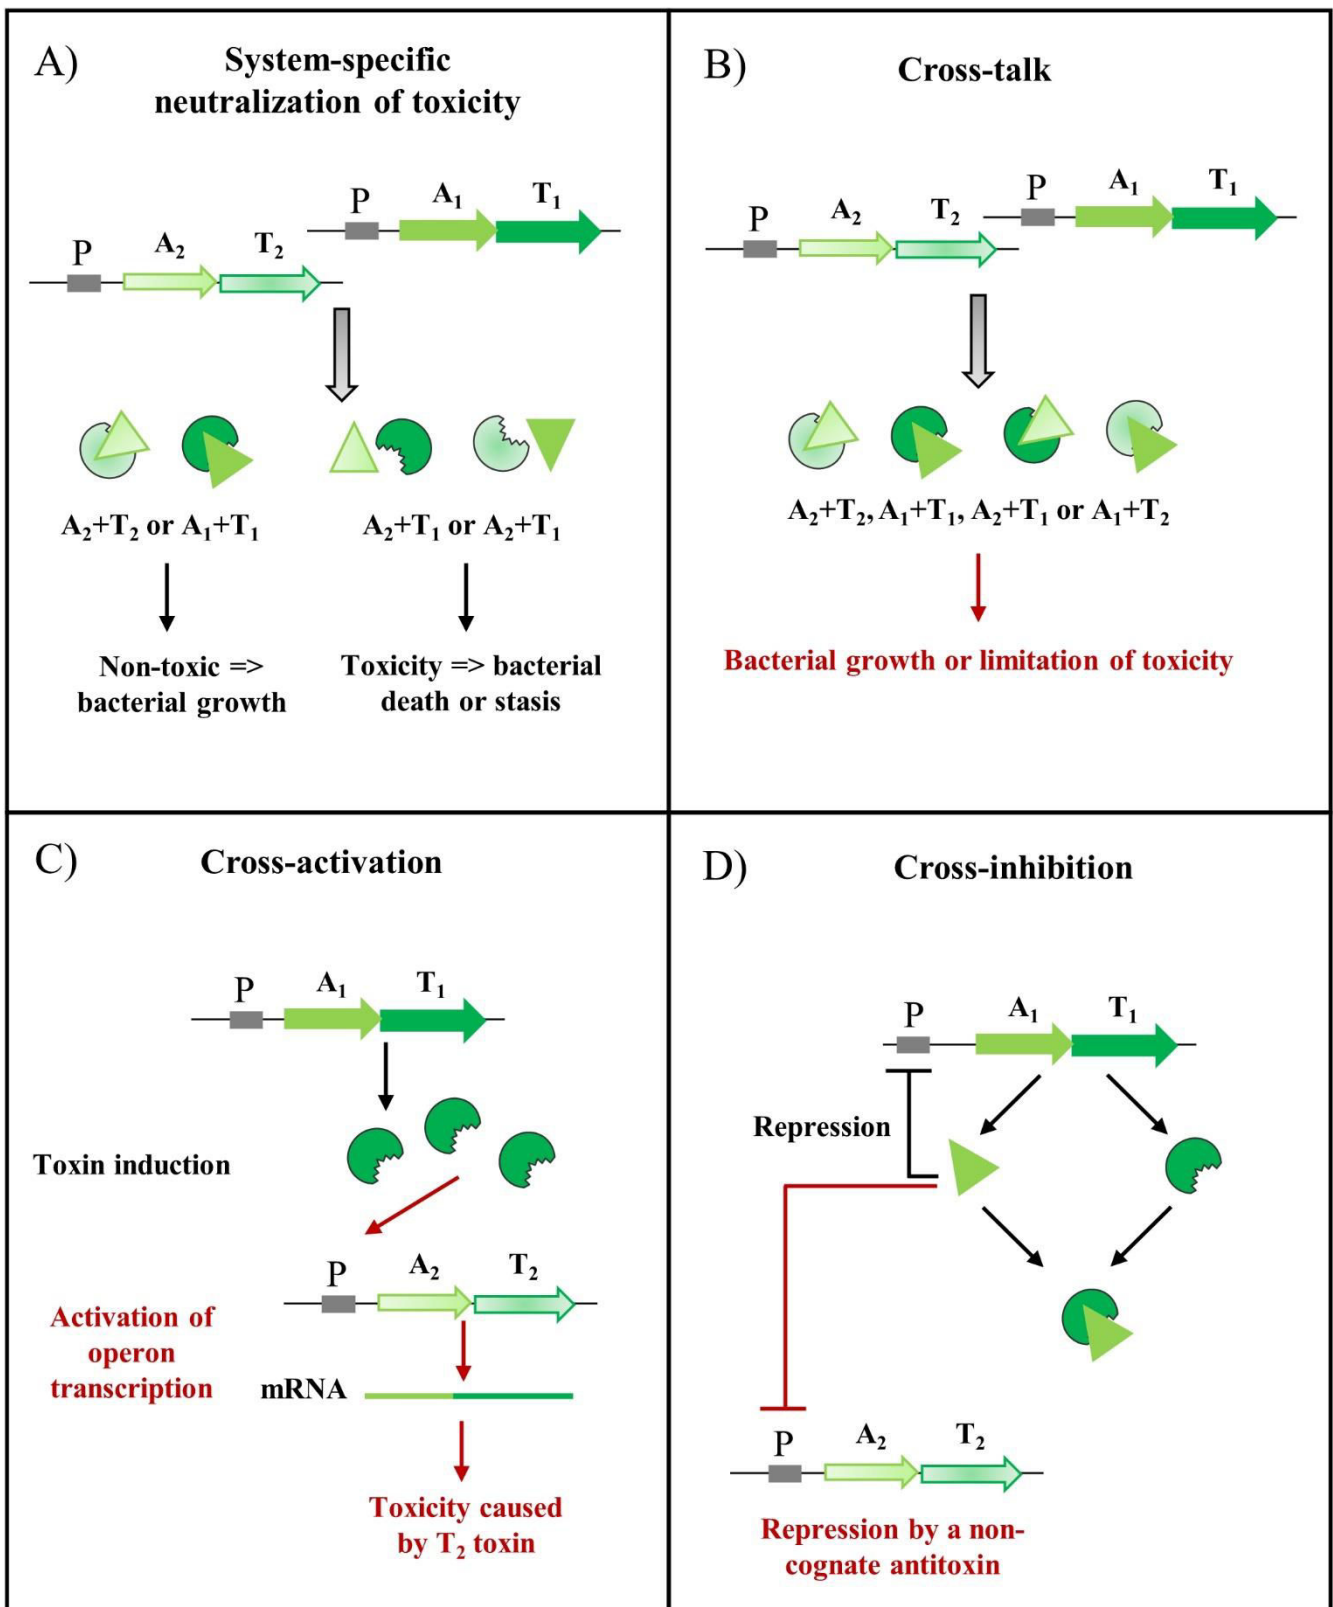 A)
System-specific
neutralization of toxicity
P A₁ T₁
P A₂ T₂
A₂+T₂ or A₁+T₁
A₂+T₁ or A₂+T₁
Non-toxic =>
bacterial growth
Toxicity => bacterial
death or stasis
B)
Cross-talk
P A₁ T₁
P A₂ T₂
A₂+T₂, A₁+T₁, A₂+T₁ or A₁+T₂
Bacterial growth or limitation of toxicity
C)
Cross-activation
P A₁ T₁
Toxin induction
P A₂ T₂
Activation of
operon
transcription
mRNA
Toxicity caused
by T₂ toxin
D)
Cross-inhibition
P A₁ T₁
Repression
P A₂ T₂
Repression by a non-
cognate antitoxin